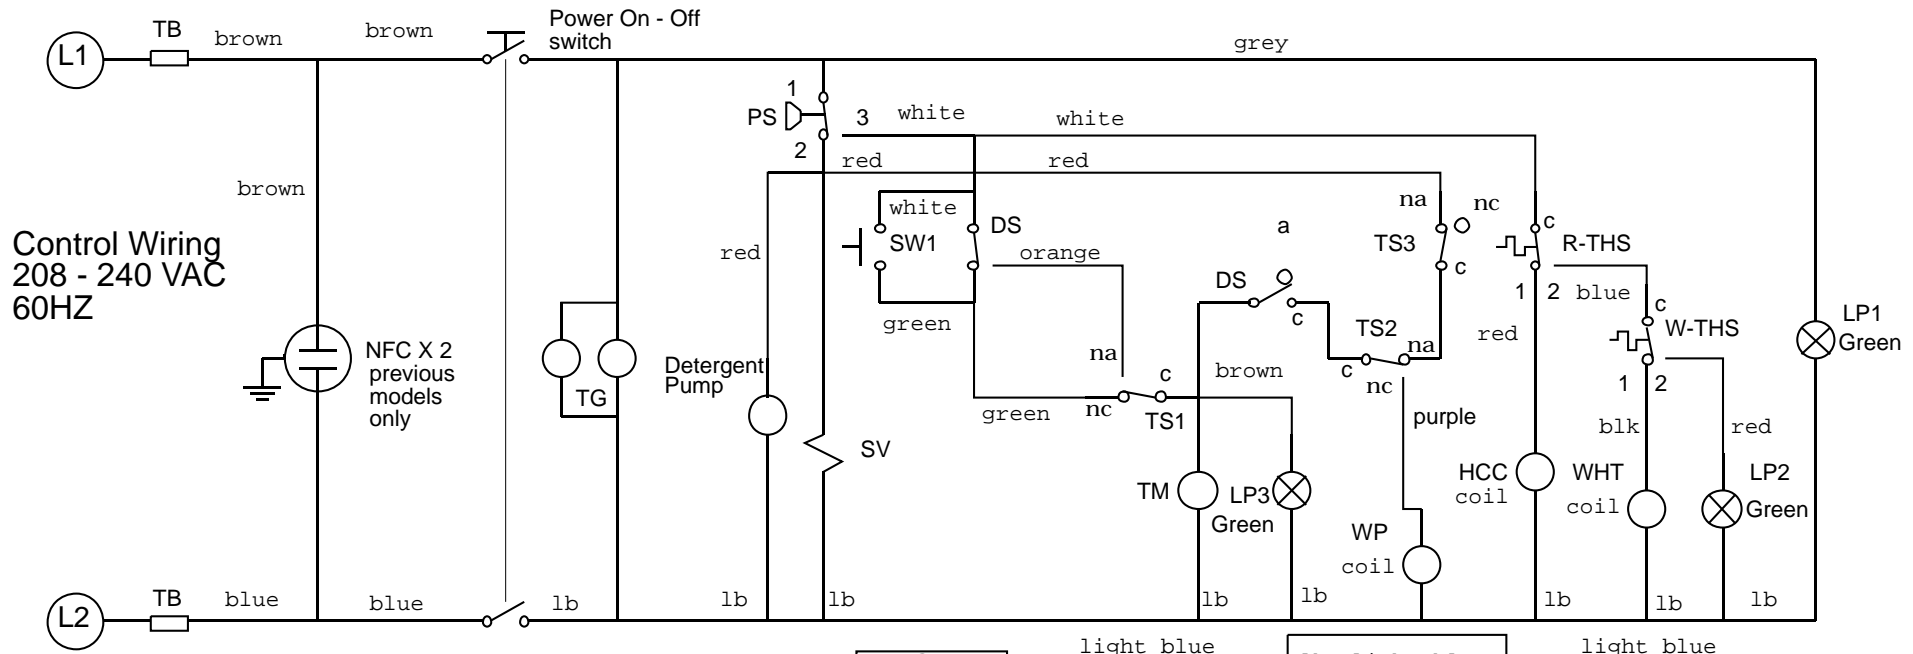 Power On - Off
switch
TB
brown
brown
grey
L1
1
PS
3
white
white
2
red
red
brown
na
nc
white
a
c
SW1
DS
TS3
R-THS
Control Wiring
208 - 240 VAC
60HZ
red
orange
c
DS
1
2
blue
c
c
green
TS2
LP1
W-THS
Green
na
red
na
NFC X 2
previous
models
only
Detergent
Pump
c
brown
c
nc
1
2
TG
green
nc
TS1
purple
blk
red
SV
HCC
coil
WHT
coil
LP2
Green
TM
LP3
Green
WP
coil
TB
blue
blue
lb
lb
lb
lb
lb
lb
lb
lb
L2
light blue
light blue